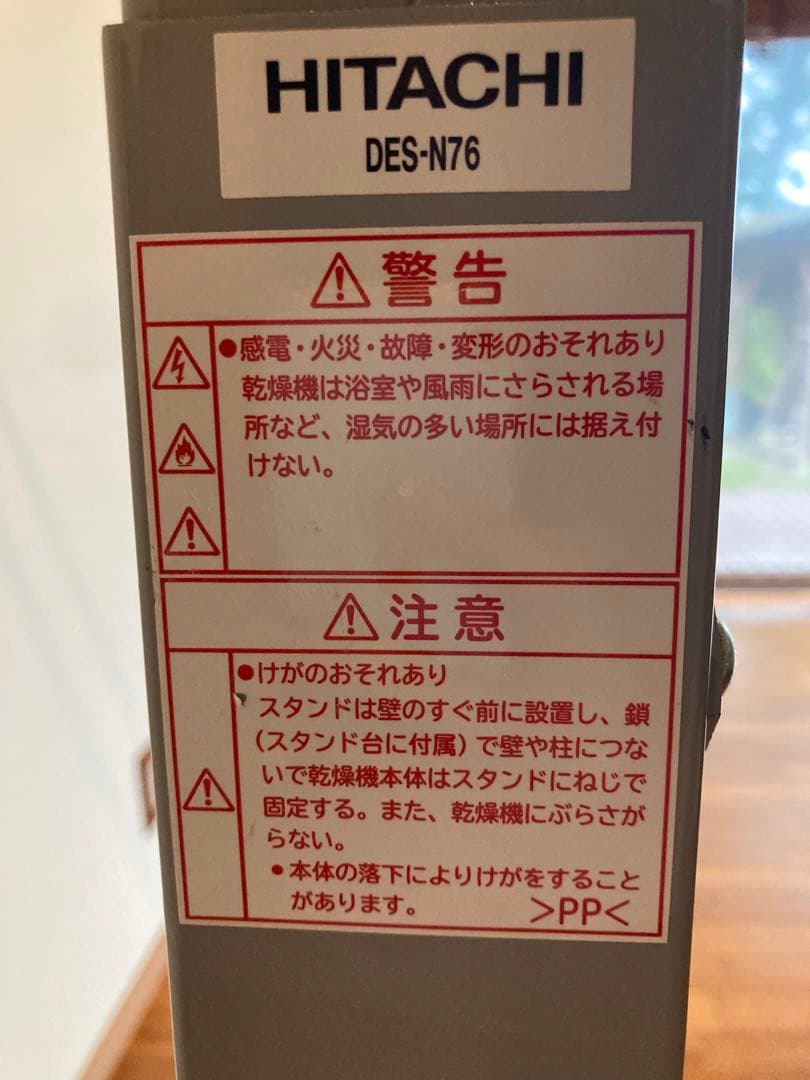 HITACHI
DES-N76
警告
●感電・火災・故障・変形のおそれあり
乾燥機は浴室や風雨にさらされる場
所など、湿気の多い場所には据え付
けない。
注意
●けがのおそれあり
スタンドは壁のすぐ前に設置し、鎖
(スタンド台に付属)で壁や柱につな
いで乾燥機本体はスタンドにねじで
固定する。また、乾燥機にぶらさが
らない。
•本体の落下によりけがをすること
があります。
>PP<